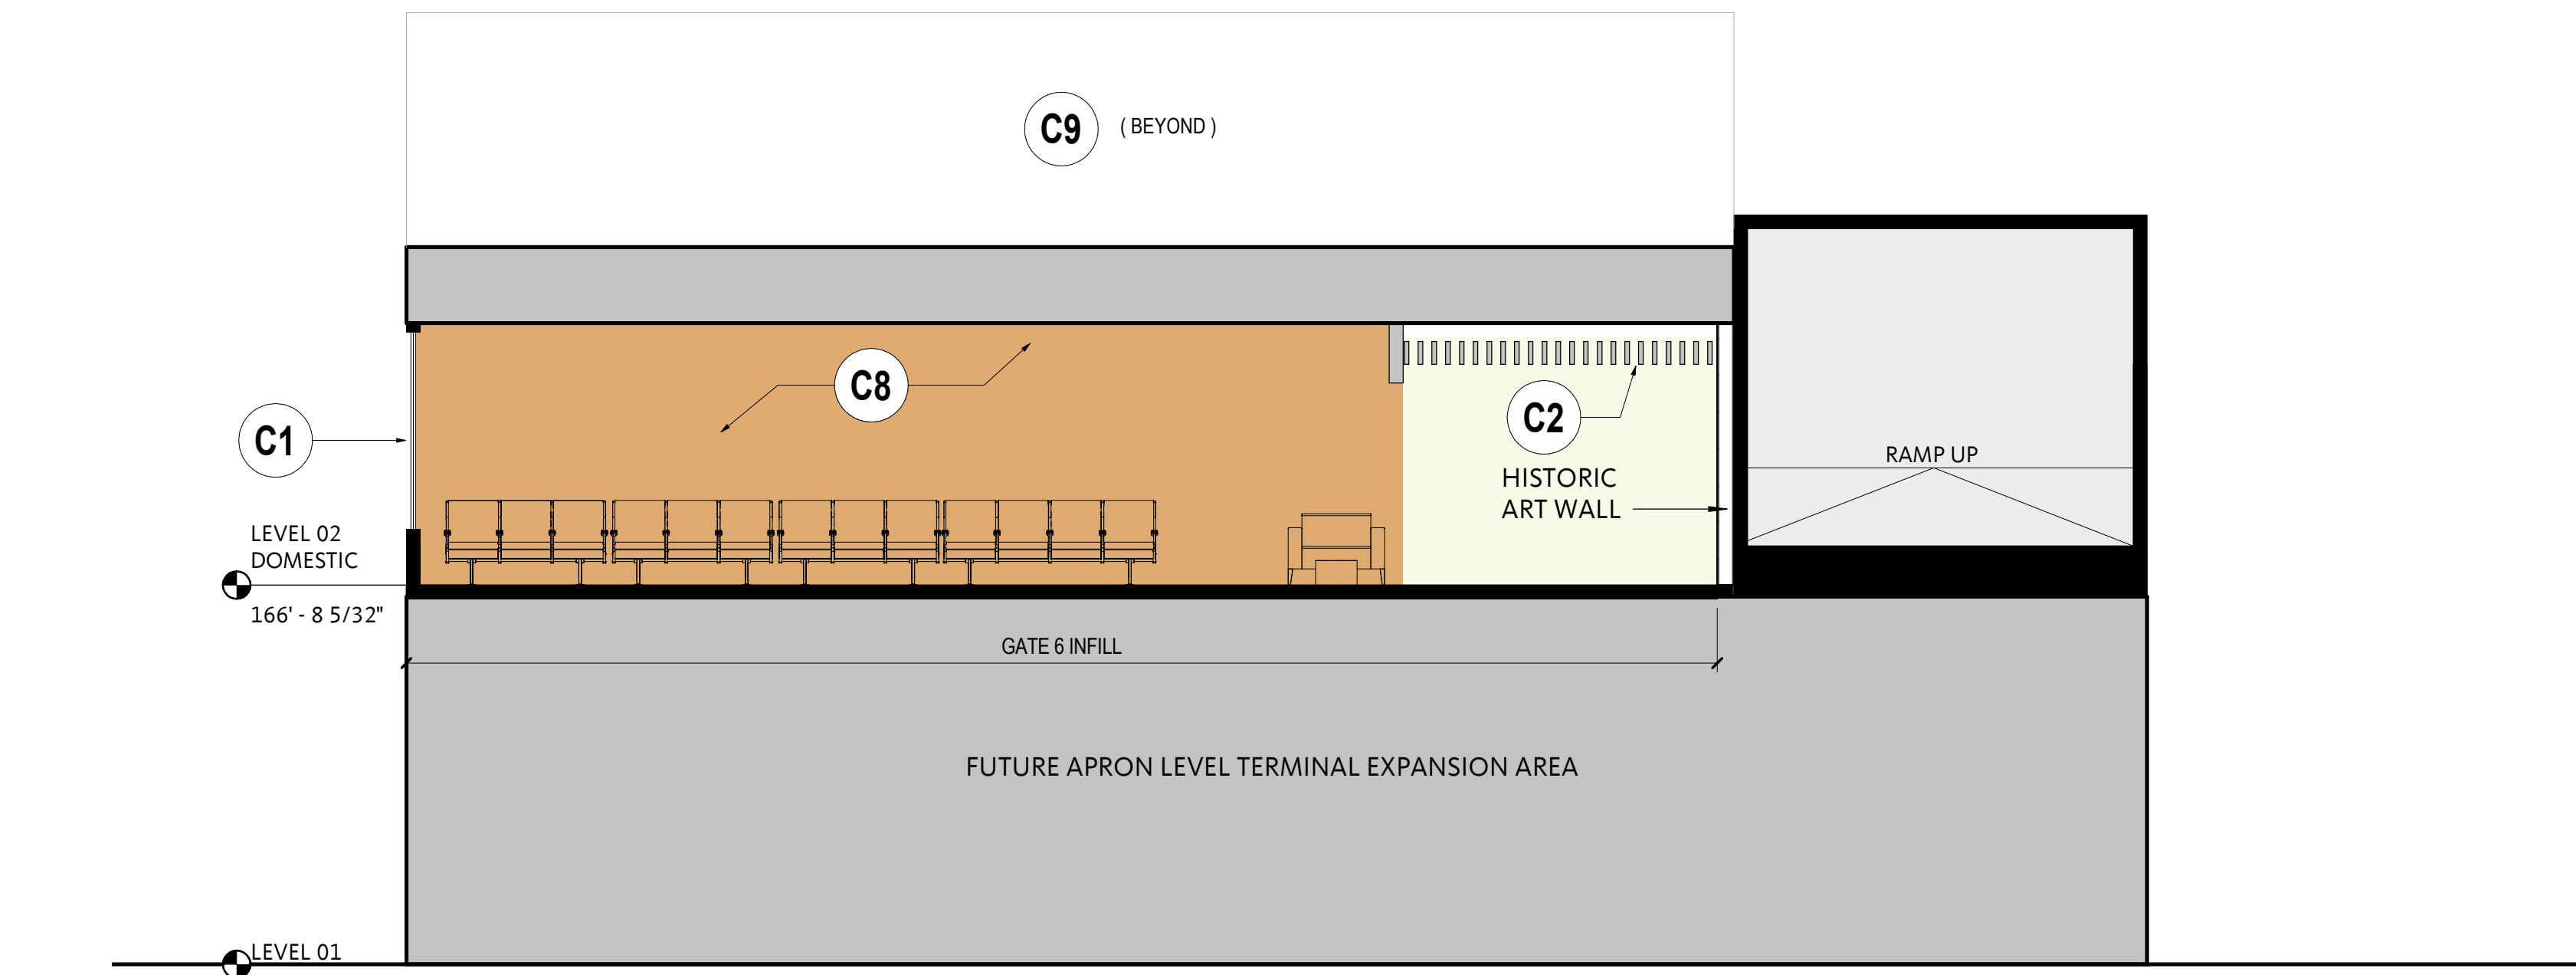 C9 ( BEYOND )
C8
C1
C2
HISTORIC
ART WALL
RAMP UP
LEVEL 02
DOMESTIC
166' - 8 5/32"
GATE 6 INFILL
FUTURE APRON LEVEL TERMINAL EXPANSION AREA
LEVEL 01